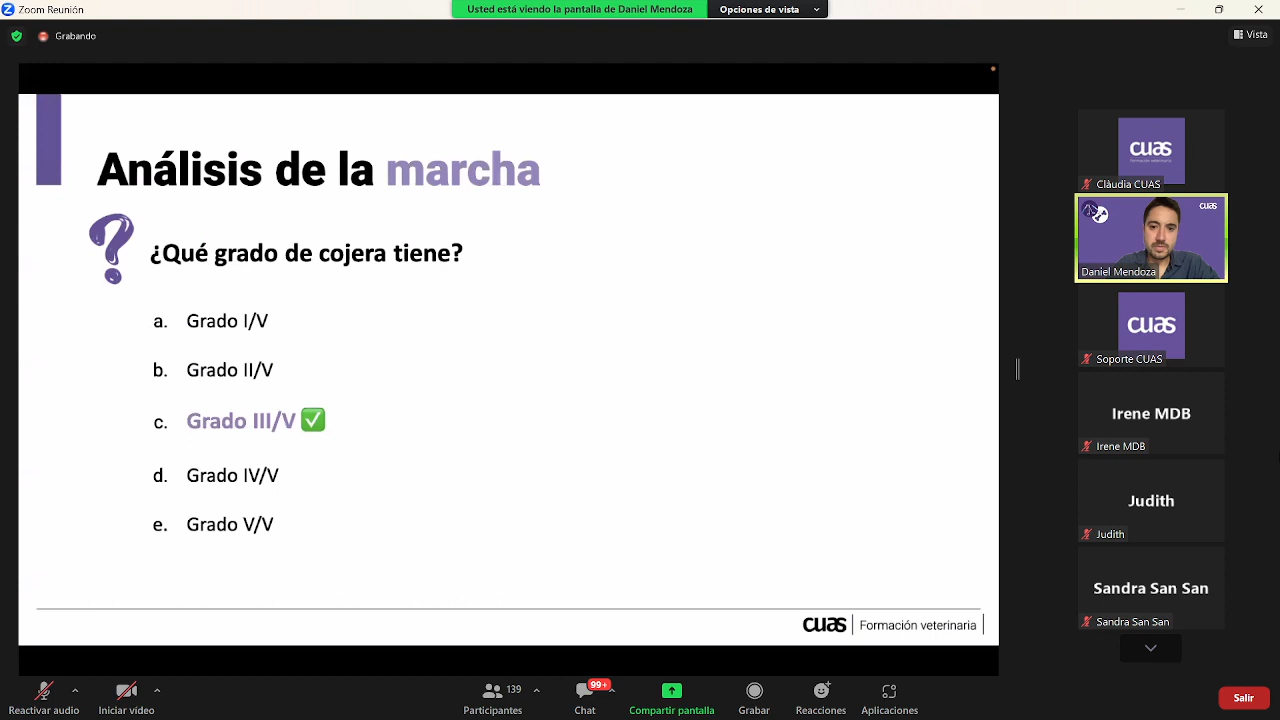 Zoom Reunión
Usted está viendo la pantalla de Daniel Mendoza
Opciones de vista
Grabando
Vista
Análisis de la marcha
¿Qué grado de cojera tiene?
a. Grado I/V
b. Grado II/V
c. Grado III/V
d. Grado IV/V
e. Grado V/V
cuas | Formación veterinaria
cuas
Formación veterinaria
Clàudia CUAS
cuas
Daniel Mendoza
cuas
Soporte CUAS
Irene MDB
Irene MDB
Judith
Judith
Sandra San San
Sandra San San
Reactivar audio
Iniciar vídeo
139
Participantes
99+
Chat
Compartir pantalla
Grabar
Reacciones
Aplicaciones
Salir